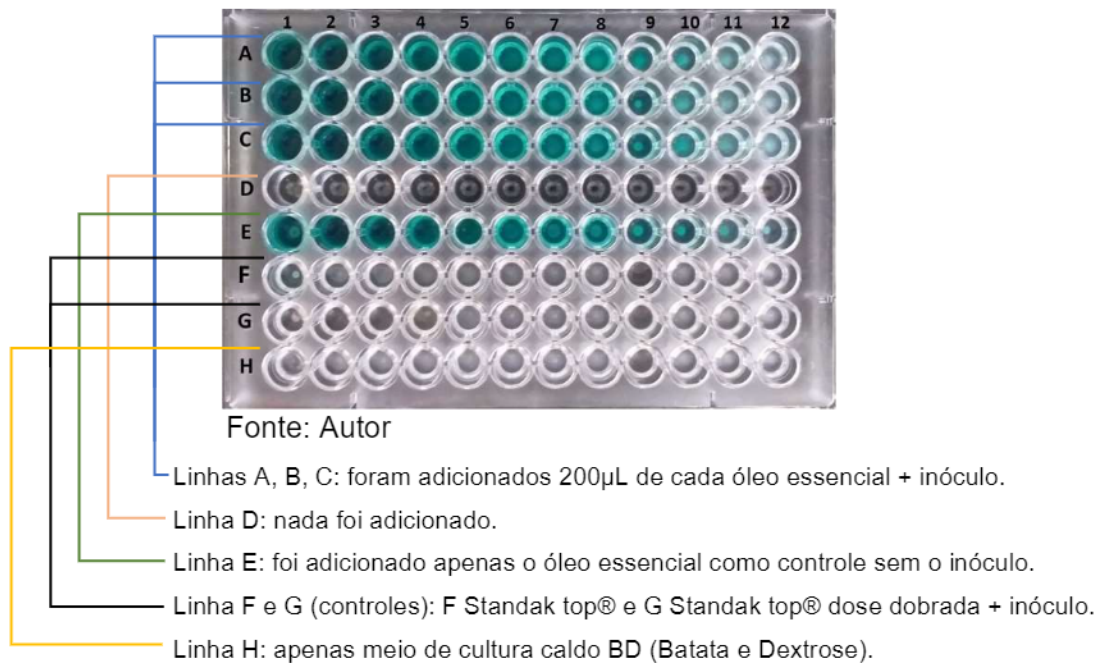 1 2 3 4 5 6 7 8 9 10 11 12
A
B
C
D
E
F
G
H
Fonte: Autor
Linhas A, B, C: foram adicionados 200µL de cada óleo essencial + inóculo.
Linha D: nada foi adicionado.
Linha E: foi adicionado apenas o óleo essencial como controle sem o inóculo.
Linha F e G (controles): F Standak top® e G Standak top® dose dobrada + inóculo.
Linha H: apenas meio de cultura caldo BD (Batata e Dextrose).